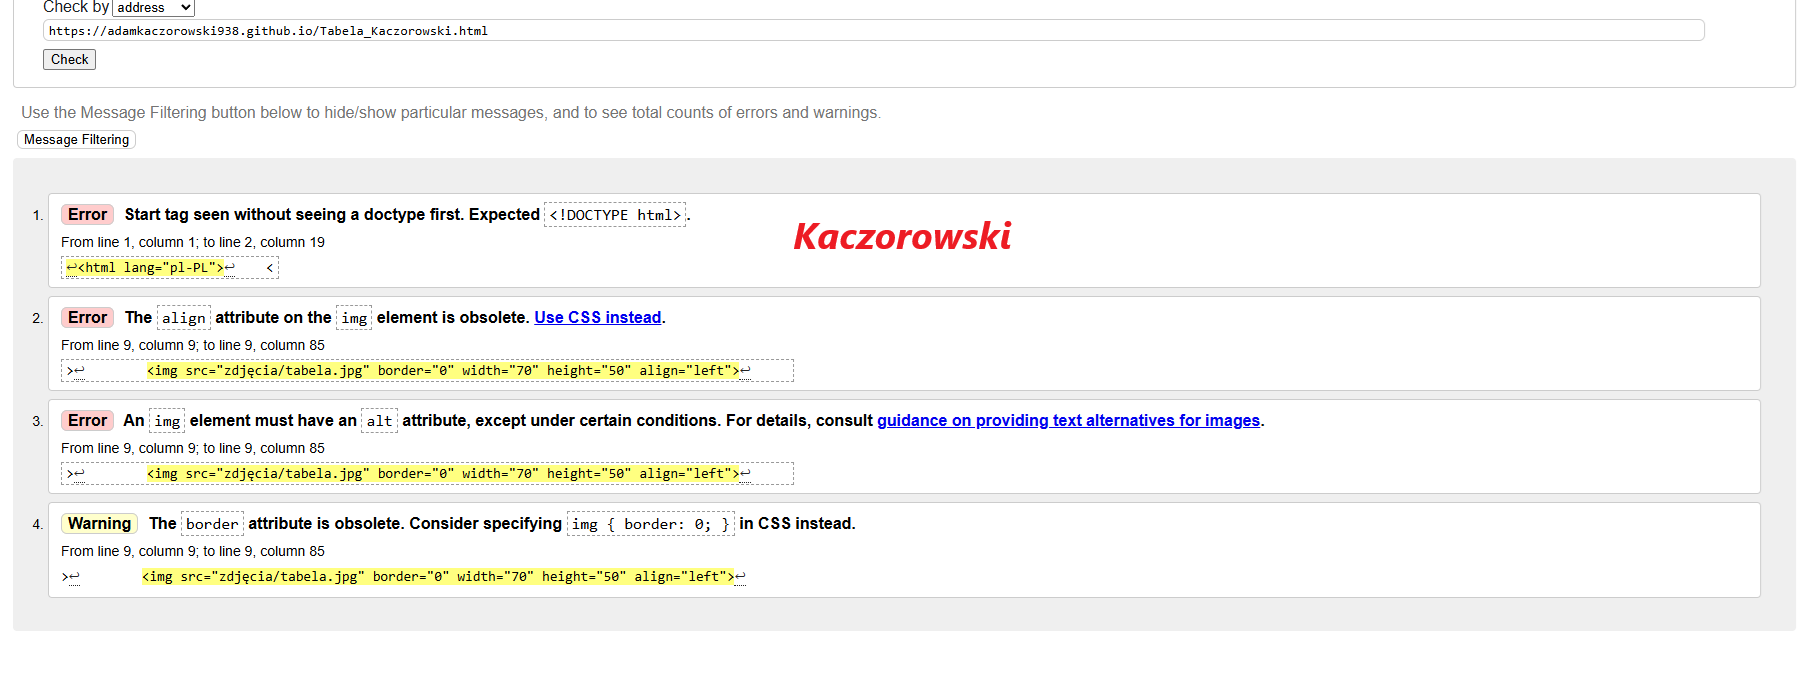 Check by address
https://adamkaczorowski938.github.io/Tabela_Kaczorowski.html
Check
Use the Message Filtering button below to hide/show particular messages, and to see total counts of errors and warnings.
Message Filtering
1. Error Start tag seen without seeing a doctype first. Expected <!DOCTYPE html>.
Kaczorowski
From line 1, column 1; to line 2, column 19
↩<html lang="pl-PL">↩ <
2. Error The align attribute on the img element is obsolete. Use CSS instead.
From line 9, column 9; to line 9, column 85
>↩ <img src="zdjęcia/tabela.jpg" border="0" width="70" height="50" align="left">↩
3. Error An img element must have an alt attribute, except under certain conditions. For details, consult guidance on providing text alternatives for images.
From line 9, column 9; to line 9, column 85
>↩ <img src="zdjęcia/tabela.jpg" border="0" width="70" height="50" align="left">↩
4. Warning The border attribute is obsolete. Consider specifying img { border: 0; } in CSS instead.
From line 9, column 9; to line 9, column 85
>↩ <img src="zdjęcia/tabela.jpg" border="0" width="70" height="50" align="left">↩